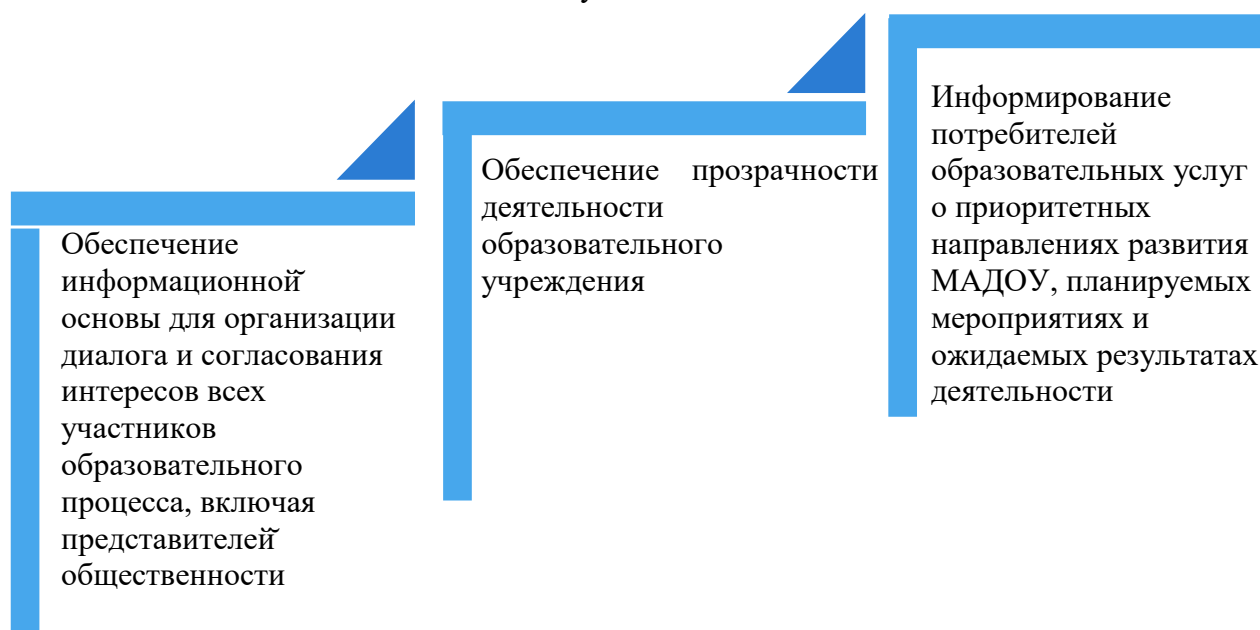 Обеспечение
информационной
основы для организации
диалога и согласования
интересов всех
участников
образовательного
процесса, включая
представителей
общественности
Обеспечение прозрачности
деятельности
образовательного
учреждения
Информирование
потребителей
образовательных услуг
о приоритетных
направлениях развития
МАДОУ, планируемых
мероприятиях и
ожидаемых результатах
деятельности